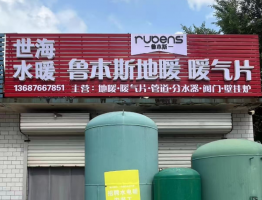 世海
水暖
13687667851
rubens
鲁本斯
鲁本斯地暖 暖气片
主营:地暖·暖气片·管道·分水器·阀门·壁挂炉